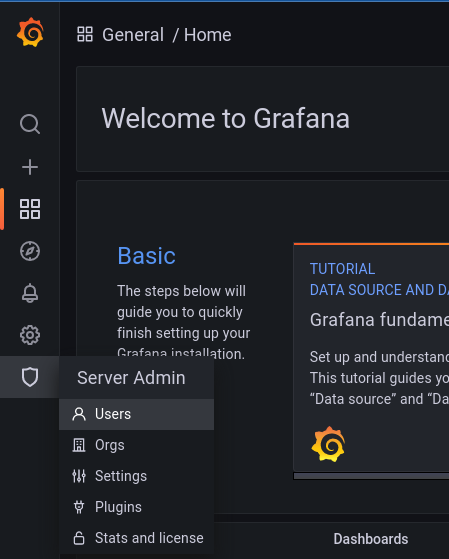 General / Home
Welcome to Grafana
Basic
The steps below will
guide you to quickly
finish setting up your
Grafana installation.
TUTORIAL
DATA SOURCE AND DA
Grafana fundame
Set up and understand
This tutorial guides yo
“Data source” and “Da
Server Admin
Users
Orgs
Settings
Plugins
Stats and license
Dashboards